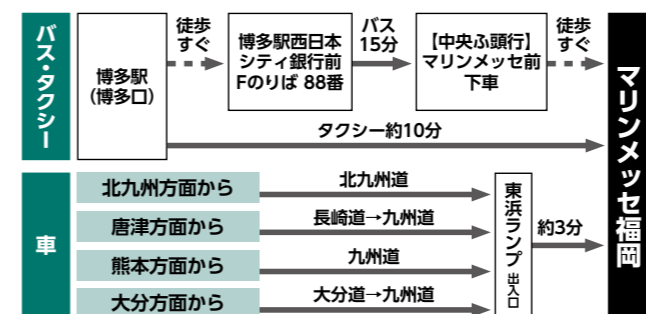 バス・タクシー
博多駅
（博多口）
徒歩
すぐ
博多駅西日本
シティ銀行前
Fのりば 88番
バス
15分
【中央ふ頭行】
マリンメッセ前
下車
徒歩
すぐ
タクシー約10分
マリンメッセ福岡
車
北九州方面から
北九州道
唐津方面から
長崎道→九州道
熊本方面から
九州道
大分方面から
大分道→九州道
東浜ランプ 出入口
約3分